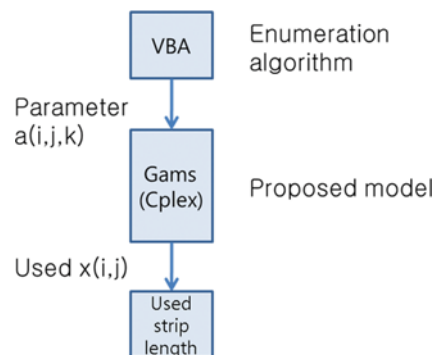 VBA
Enumeration
algorithm
Parameter
a(i,j,k)
Gams
(Cplex)
Proposed model
Used x(i,j)
Used
strip
length